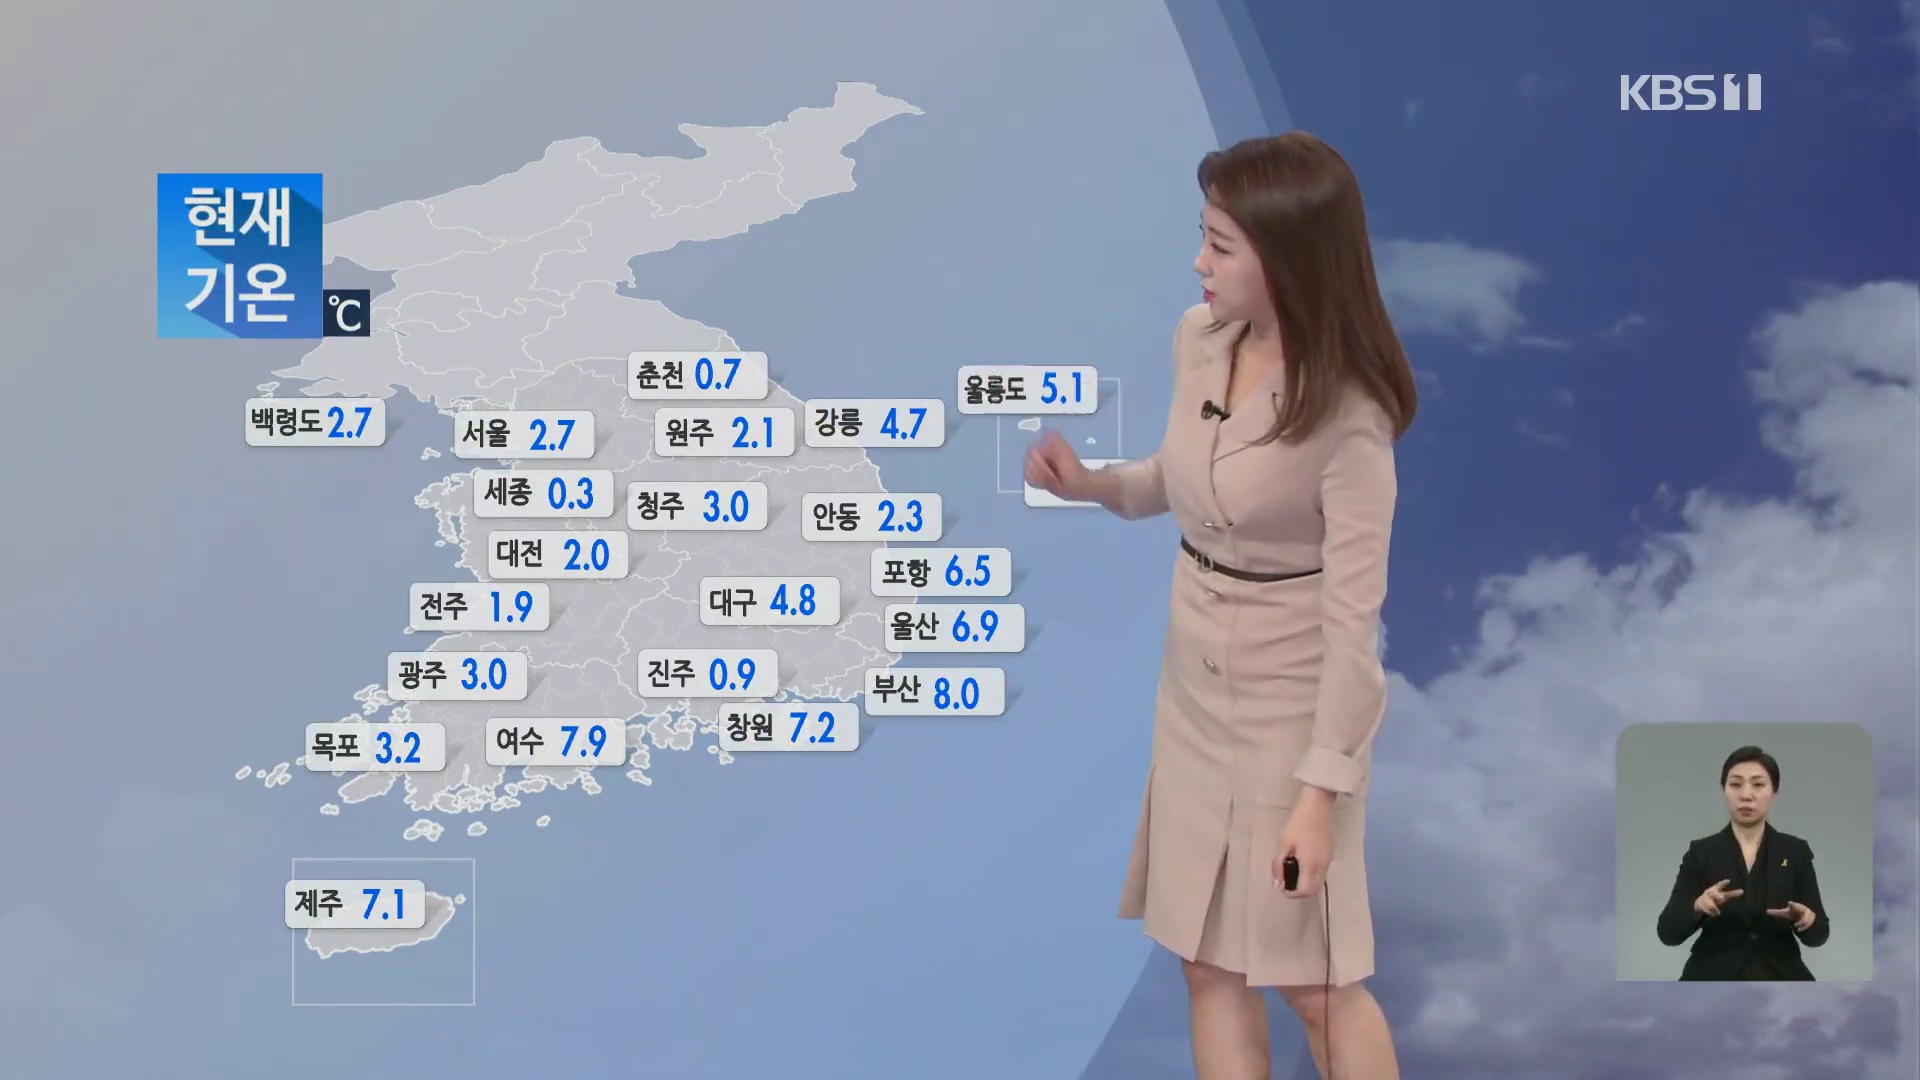 KBS 1
현재
기온
℃
춘천 0.7
울릉도 5.1
백령도 2.7
서울 2.7
원주 2.1
강릉 4.7
세종 0.3
청주 3.0
안동 2.3
대전 2.0
포항 6.5
전주 1.9
대구 4.8
울산 6.9
광주 3.0
진주 0.9
부산 8.0
목포 3.2
여수 7.9
창원 7.2
제주 7.1